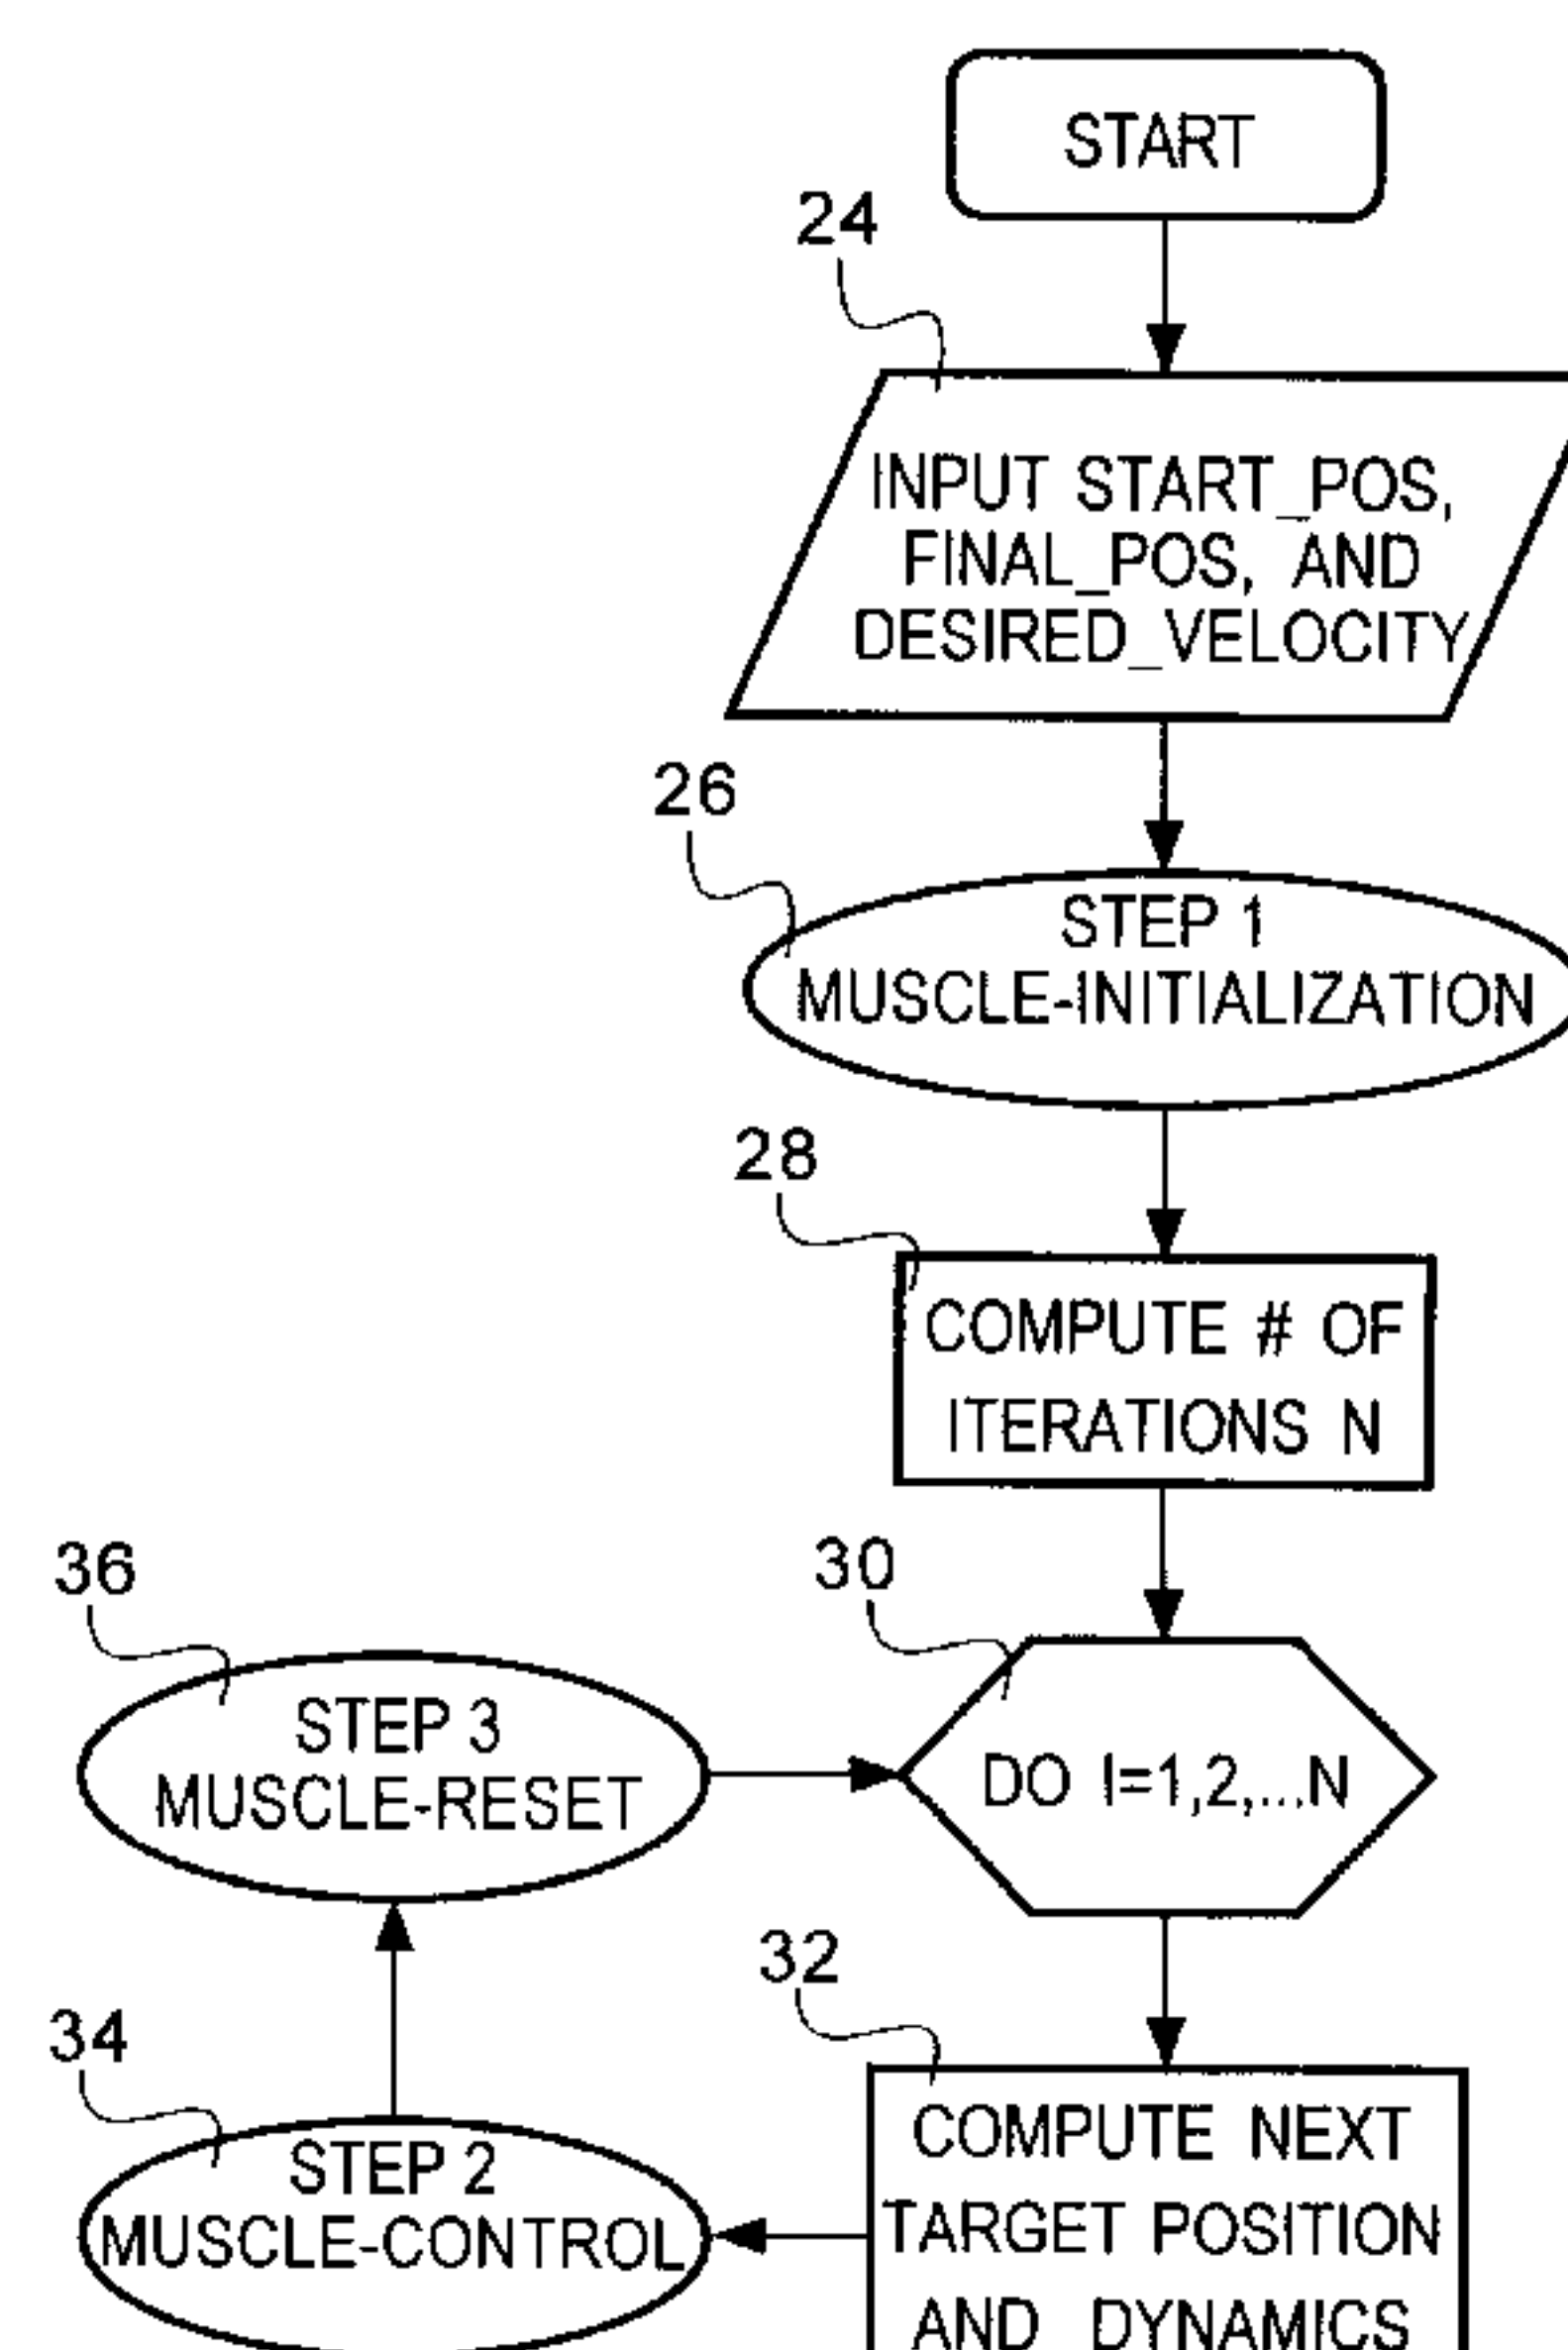 START
24
INPUT START_POS,
FINAL_POS, AND
DESIRED_VELOCITY
26
STEP 1
MUSCLE-INITIALIZATION
28
COMPUTE # OF
ITERATIONS N
30
DO I=1,2,...N
36
STEP 3
MUSCLE-RESET
32
COMPUTE NEXT
TARGET POSITION
AND DYNAMICS
34
STEP 2
MUSCLE-CONTROL